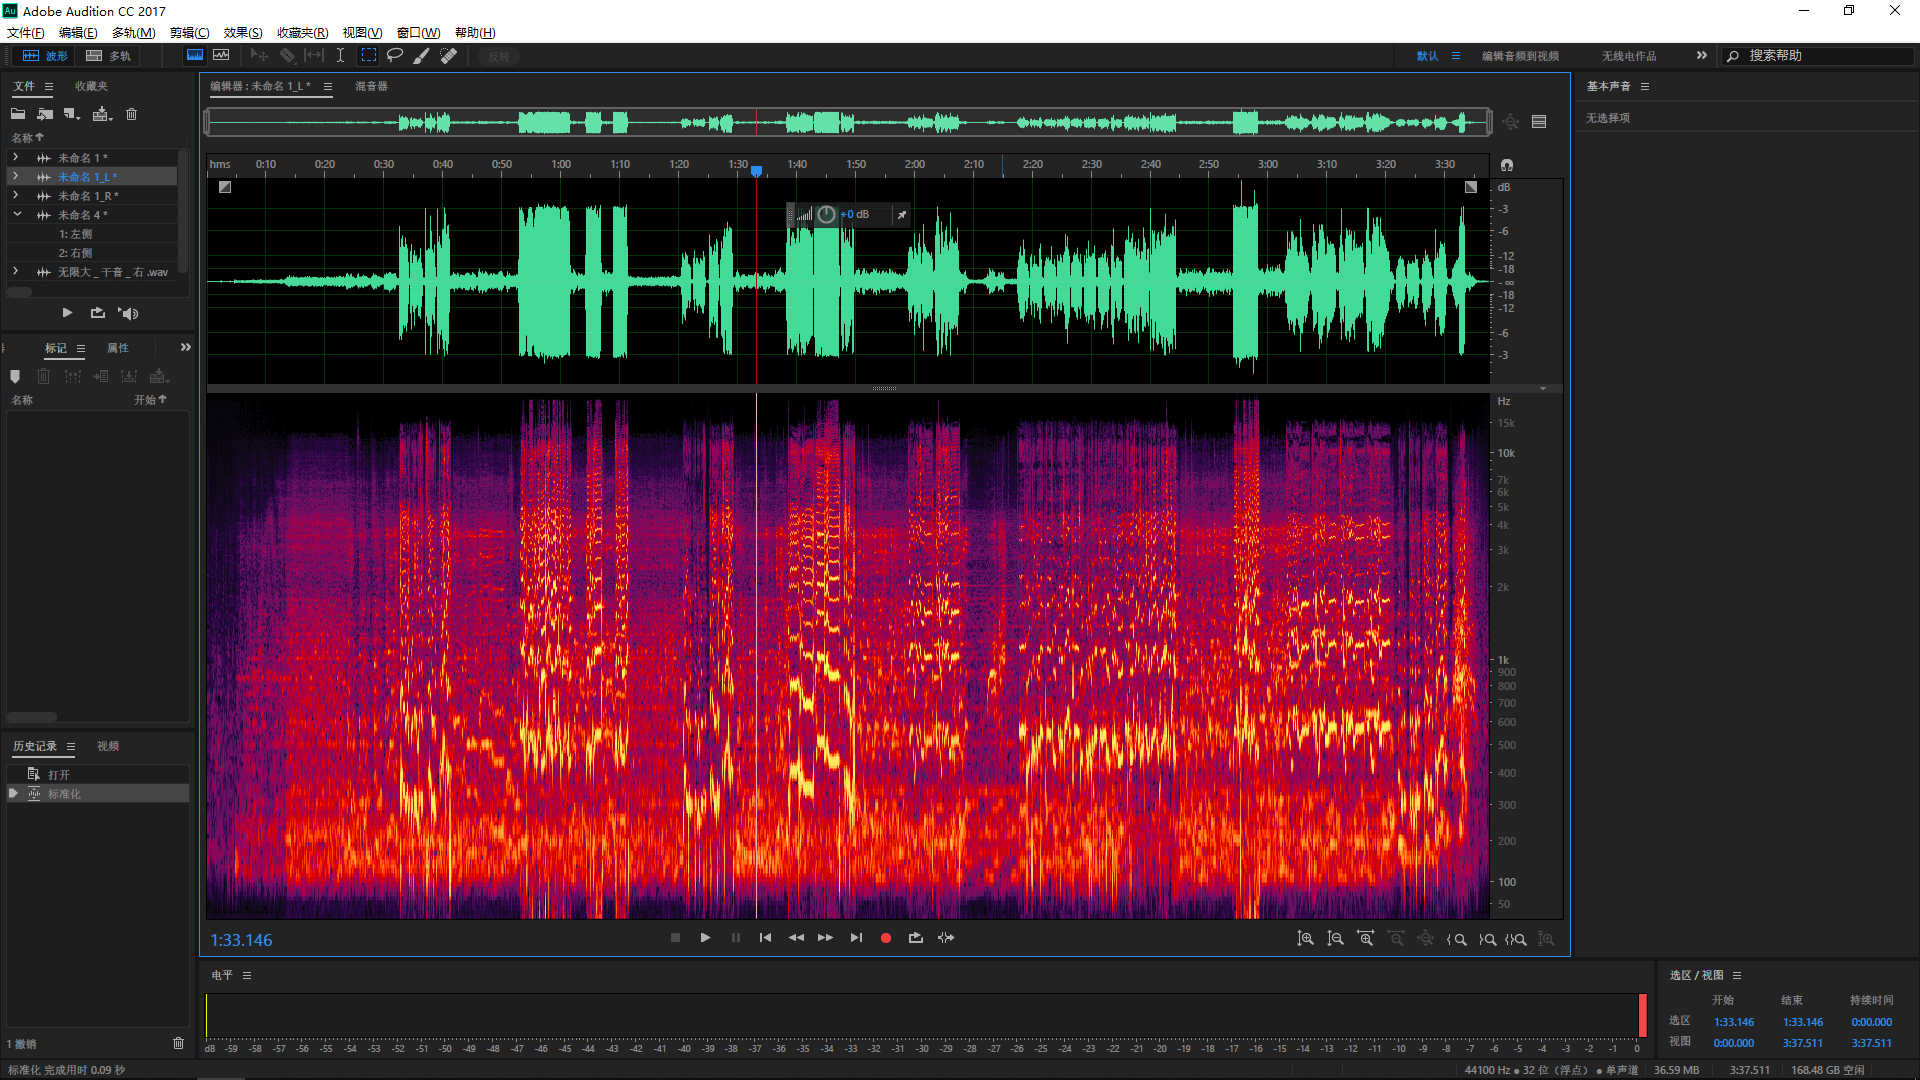 Adobe Audition CC 2017
文件(F) 编辑(E) 多轨(M) 剪辑(C) 效果(S) 收藏夹(R) 视图(V) 窗口(W) 帮助(H)
波形 多轨 反转 默认 编辑音频到视频 无线电作品 搜索帮助
文件 收藏夹
名称
未命名 1 *
未命名 1_L *
未命名 1_R *
未命名 4 *
1: 左侧
2: 右侧
无限大 _ 干音 _ 右 .wav
标记 属性
名称 开始
历史记录 视频
打开
标准化
1 撤销
编辑器 : 未命名 1_L * 混音器
hms 0:10 0:20 0:30 0:40 0:50 1:00 1:10 1:20 1:30 1:40 1:50 2:00 2:10 2:20 2:30 2:40 2:50 3:00 3:10 3:20 3:30
+0 dB
dB
-3
-6
-12
-18
- ∞
-18
-12
-6
-3
Hz
15k
10k
7k
6k
5k
4k
3k
2k
1k
900
800
700
600
500
400
300
200
100
50
1:33.146
基本声音
无选择项
电平
dB -59 -58 -57 -56 -55 -54 -53 -52 -51 -50 -49 -48 -47 -46 -45 -44 -43 -42 -41 -40 -39 -38 -37 -36 -35 -34 -33 -32 -31 -30 -29 -28 -27 -26 -25 -24 -23 -22 -21 -20 -19 -18 -17 -16 -15 -14 -13 -12 -11 -10 -9 -8 -7 -6 -5 -4 -3 -2 -1 0
选区 / 视图
开始 结束 持续时间
选区 1:33.146 1:33.146 0:00.000
视图 0:00.000 3:37.511 3:37.511
标准化 完成用时 0.09 秒
44100 Hz ● 32 位（浮点） ● 单声道 36.59 MB 3:37.511 168.48 GB 空闲